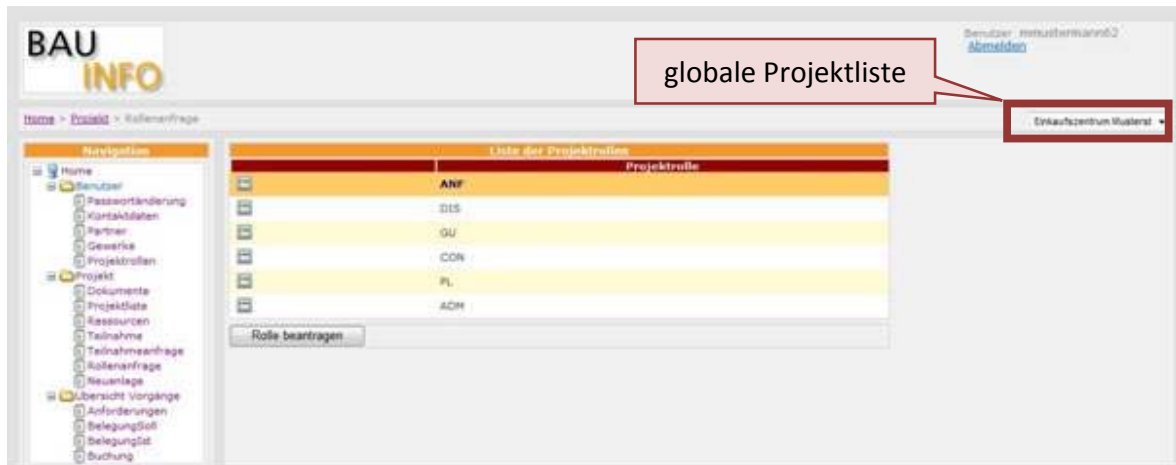 BAU
INFO
Benutzer mmustermann62
Abmelden
globale Projektliste
Home > Projekt > Rollenanfrage
Einkaufszentrum Musterst
Navigation
Home
Benutzer
Passwortänderung
Kontaktdaten
Partner
Gewerke
Projektrollen
Projekt
Dokumente
Projektliste
Ressourcen
Teilnahme
Teilnahmeanfrage
Rollenanfrage
Neuanlage
Übersicht Vorgänge
Anforderungen
BelegungSoll
BelegungIst
Buchung
Liste der Projektrollen
Projektrolle
ANF
DIS
GU
CON
PL
ADM
Rolle beantragen